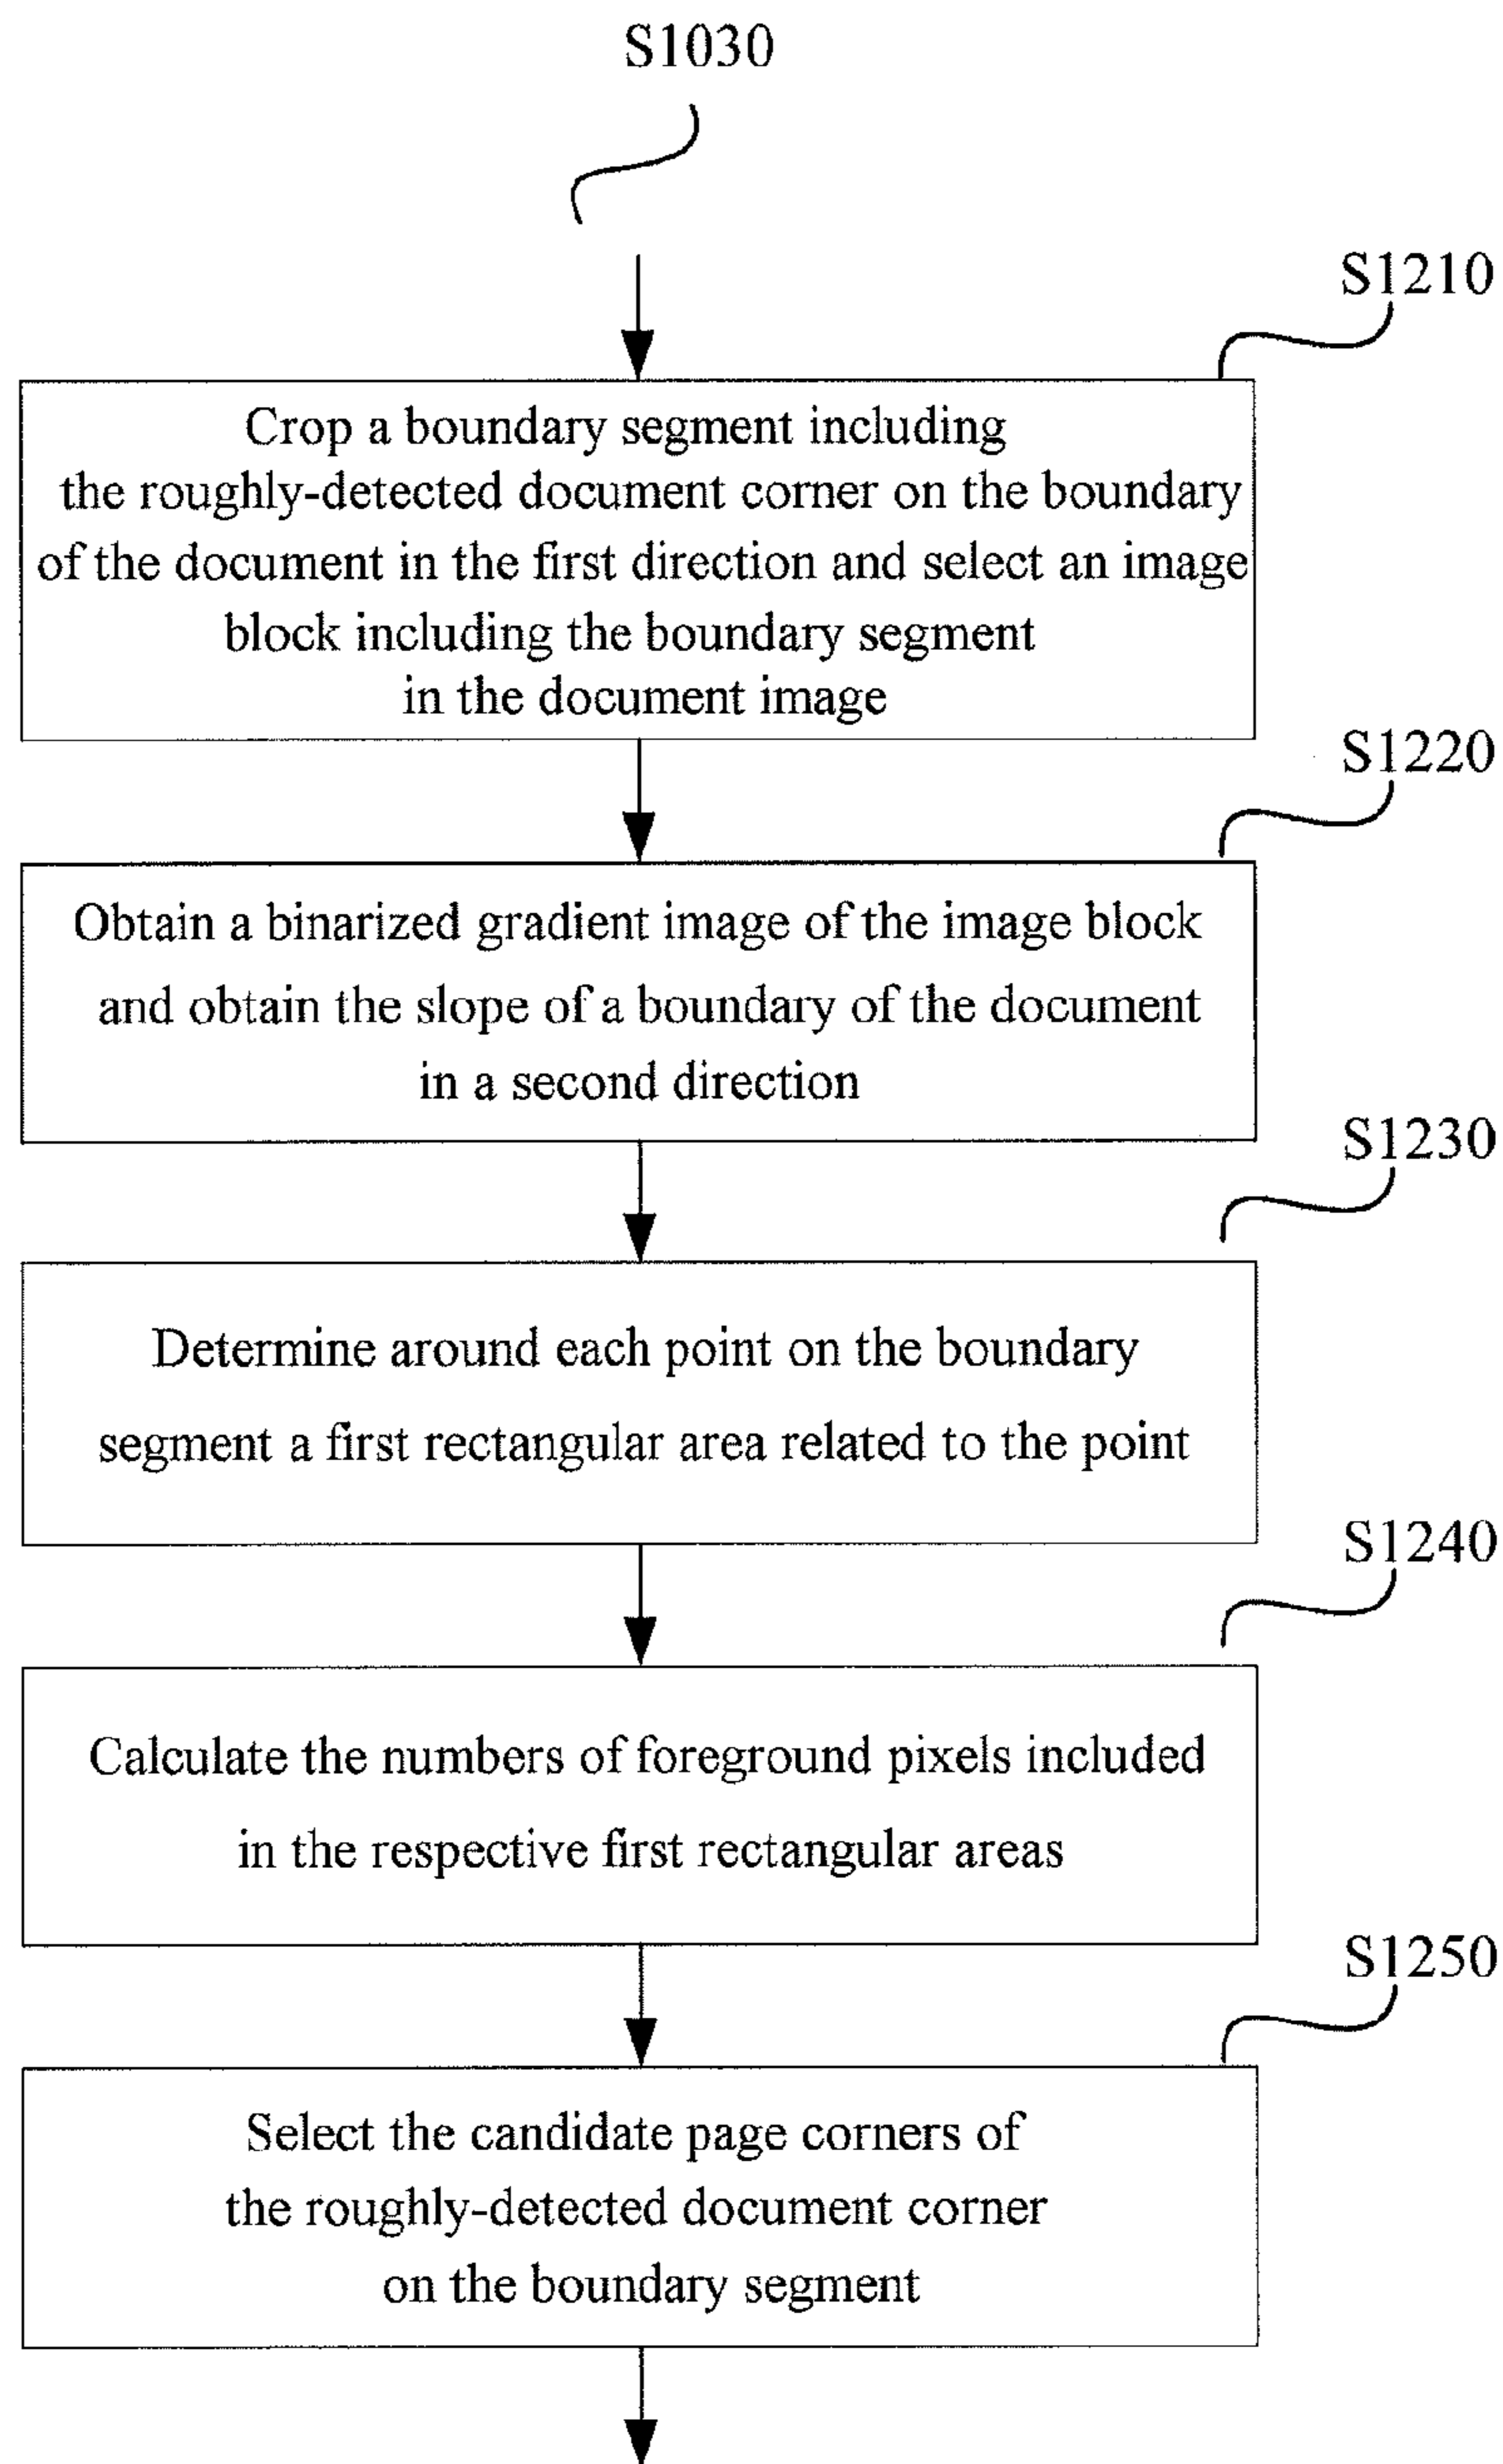 S1030
S1210
Crop a boundary segment including
the roughly-detected document corner on the boundary
of the document in the first direction and select an image
block including the boundary segment
in the document image
S1220
Obtain a binarized gradient image of the image block
and obtain the slope of a boundary of the document
in a second direction
S1230
Determine around each point on the boundary
segment a first rectangular area related to the point
S1240
Calculate the numbers of foreground pixels included
in the respective first rectangular areas
S1250
Select the candidate page corners of
the roughly-detected document corner
on the boundary segment